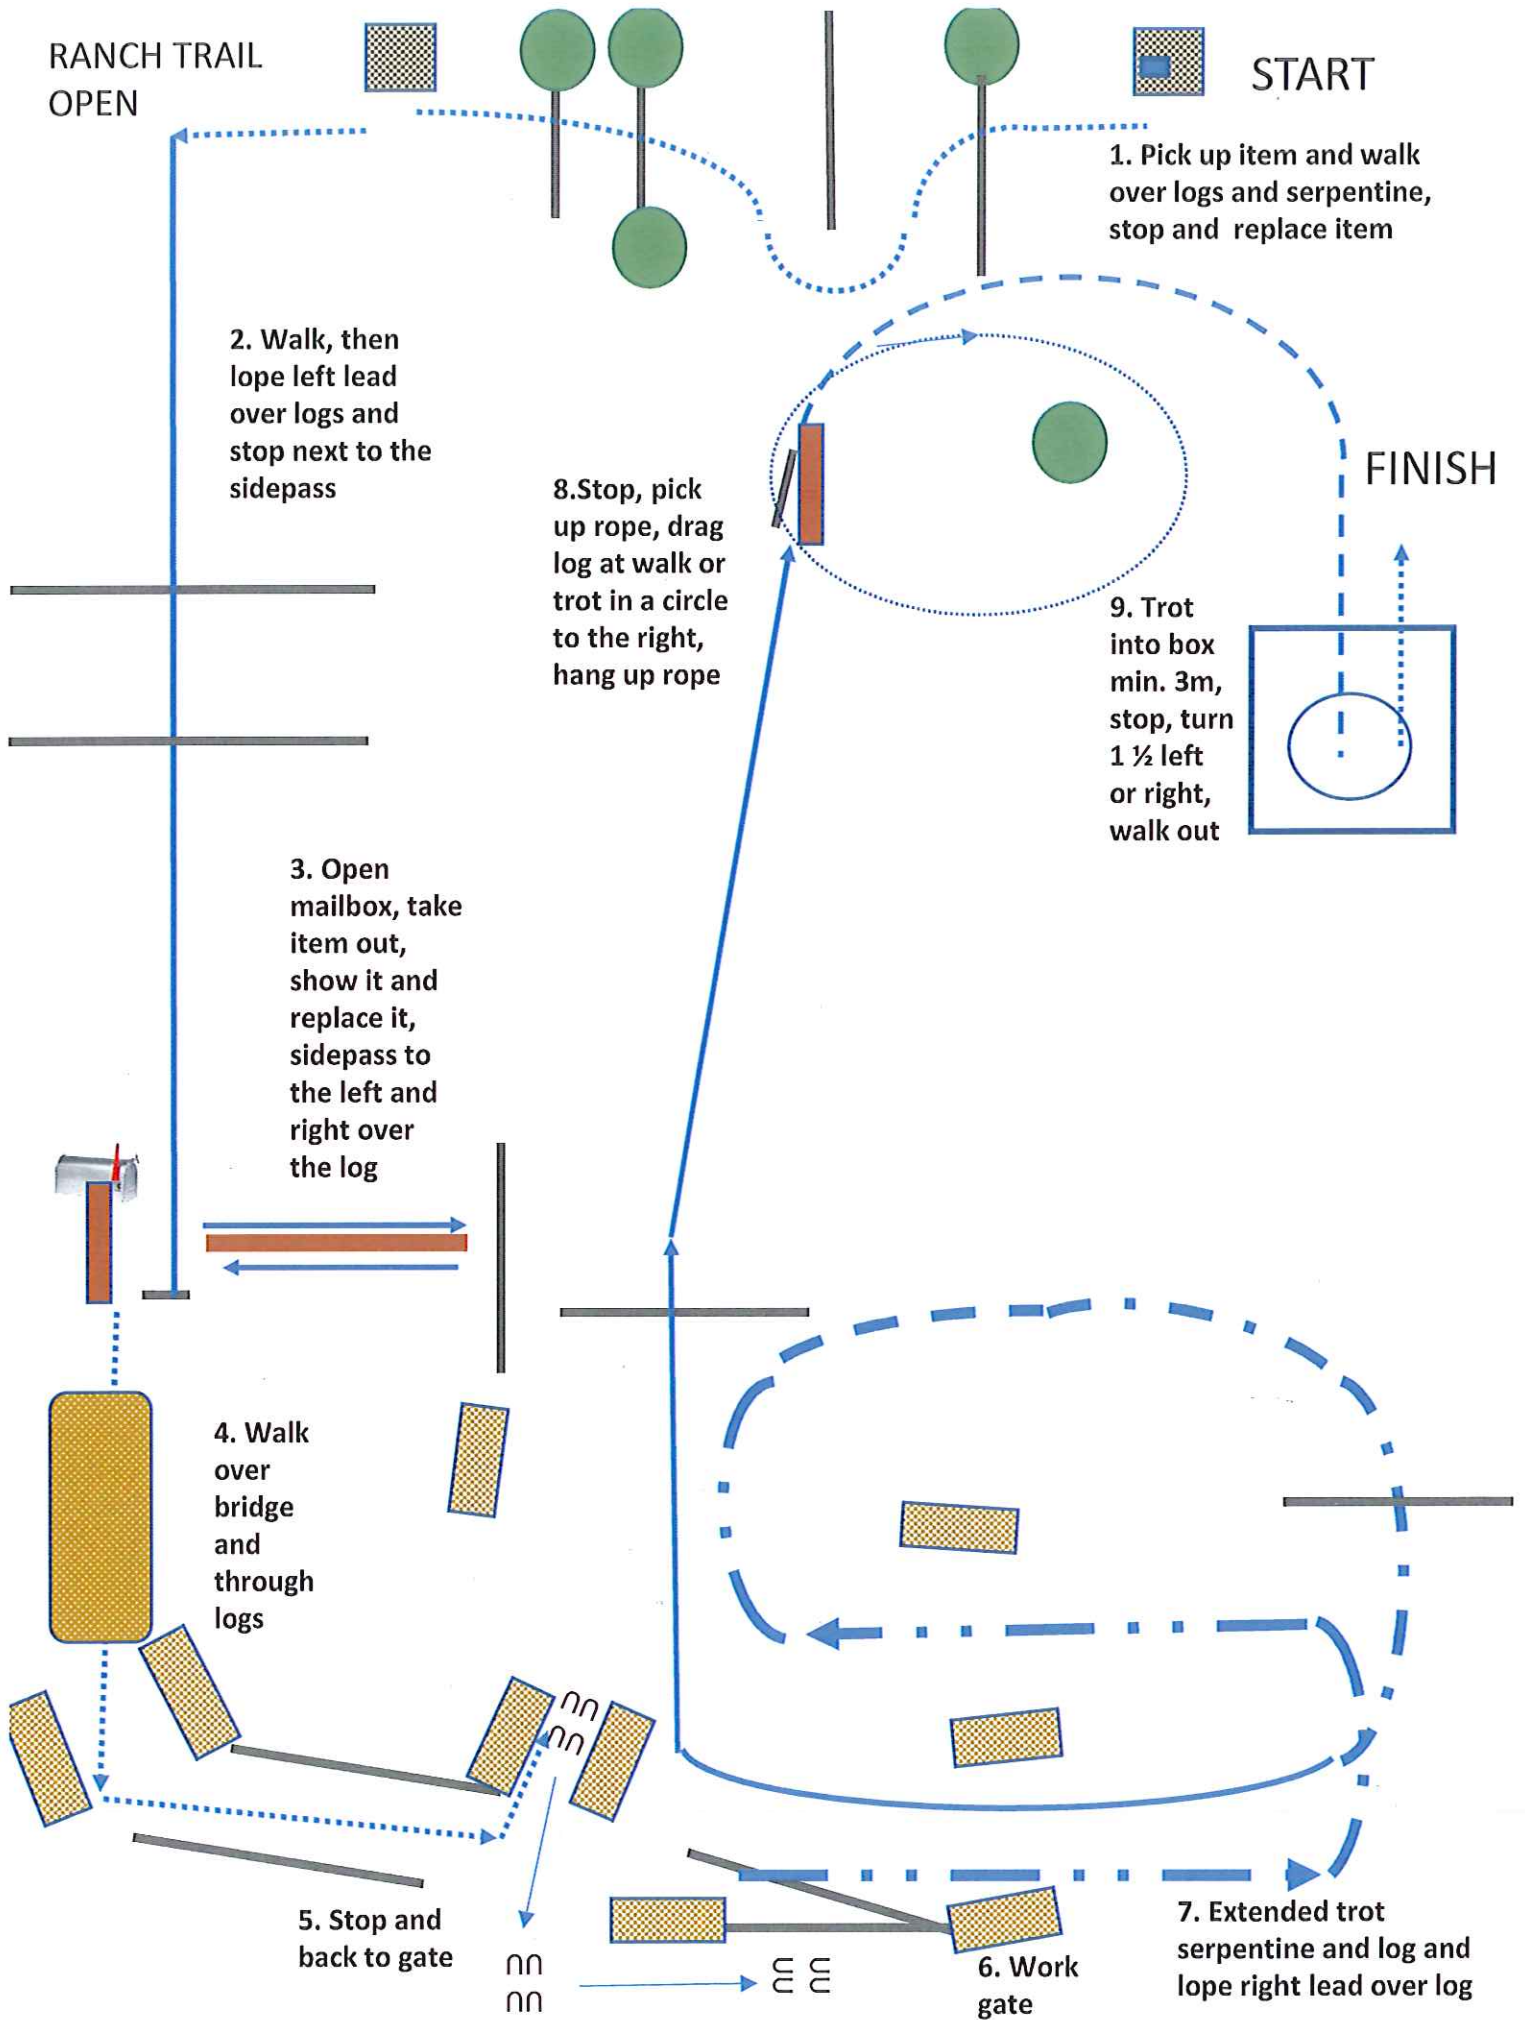 RANCH TRAIL
OPEN
START
1. Pick up item and walk
over logs and serpentine,
stop and replace item
2. Walk, then
lope left lead
over logs and
stop next to the
sidepass
FINISH
8.Stop, pick
up rope, drag
log at walk or
trot in a circle
to the right,
hang up rope
9. Trot
into box
min. 3m,
stop, turn
1 ½ left
or right,
walk out
3. Open
mailbox, take
item out,
show it and
replace it,
sidepass to
the left and
right over
the log
4. Walk
over
bridge
and
through
logs
5. Stop and
back to gate
6. Work
gate
7. Extended trot
serpentine and log and
lope right lead over log